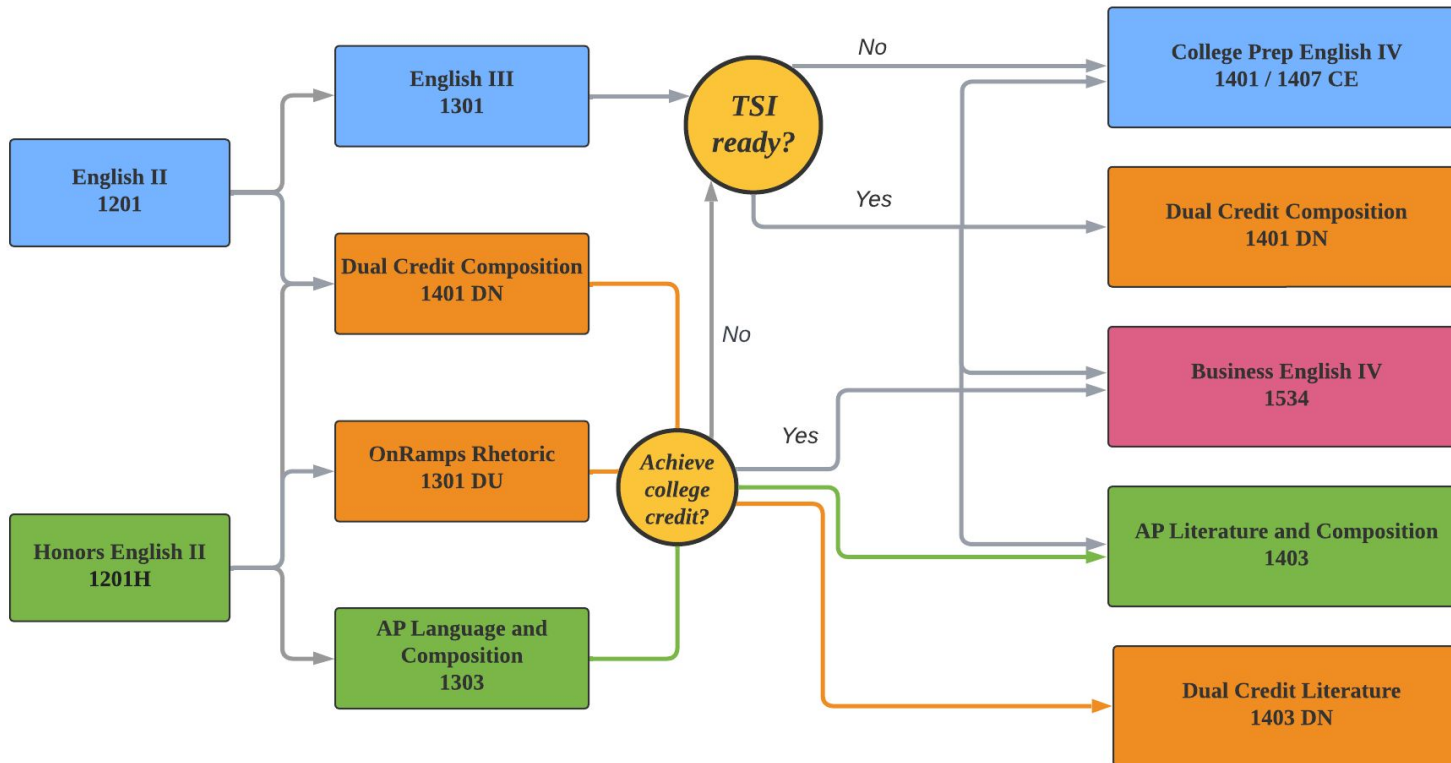 English II
1201
Honors English II
1201H
English III
1301
Dual Credit Composition
1401 DN
OnRamps Rhetoric
1301 DU
AP Language and
Composition
1303
TSI
ready?
Achieve
college
credit?
No
Yes
No
Yes
College Prep English IV
1401 / 1407 CE
Dual Credit Composition
1401 DN
Business English IV
1534
AP Literature and Composition
1403
Dual Credit Literature
1403 DN